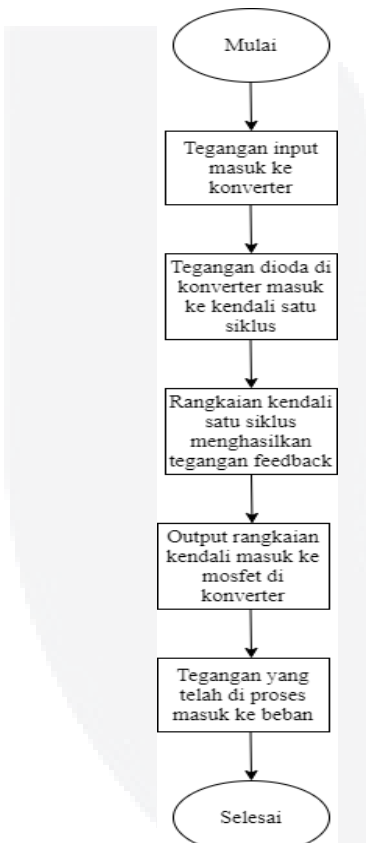 Mulai
Tegangan input
masuk ke
konverter
Tegangan dioda di
konverter masuk
ke kendali satu
siklus
Rangkaian kendali
satu siklus
menghasilkan
tegangan feedback
Output rangkaian
kendali masuk ke
mosfet di
konverter
Tegangan yang
telah di proses
masuk ke beban
Selesai